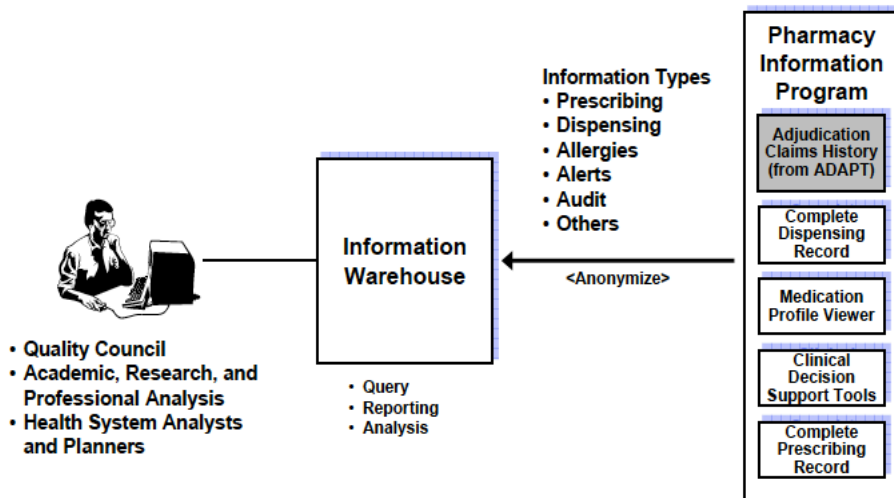 Pharmacy
Information
Program
Adjudication
Claims History
(from ADAPT)
Complete
Dispensing
Record
Medication
Profile Viewer
Clinical
Decision
Support Tools
Complete
Prescribing
Record
Information Types
• Prescribing
• Dispensing
• Allergies
• Alerts
• Audit
• Others
<Anonymize>
Information
Warehouse
• Query
• Reporting
• Analysis
• Quality Council
• Academic, Research, and
Professional Analysis
• Health System Analysts
and Planners